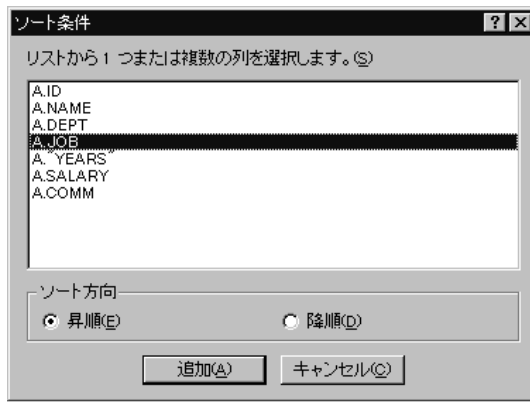 ソート条件
リストから 1 つまたは複数の列を選択します。(S)
A.ID
A.NAME
A.DEPT
A.JOB
A."YEARS"
A.SALARY
A.COMM
ソート方向
昇順(E) 降順(D)
追加(A) キャンセル(C)